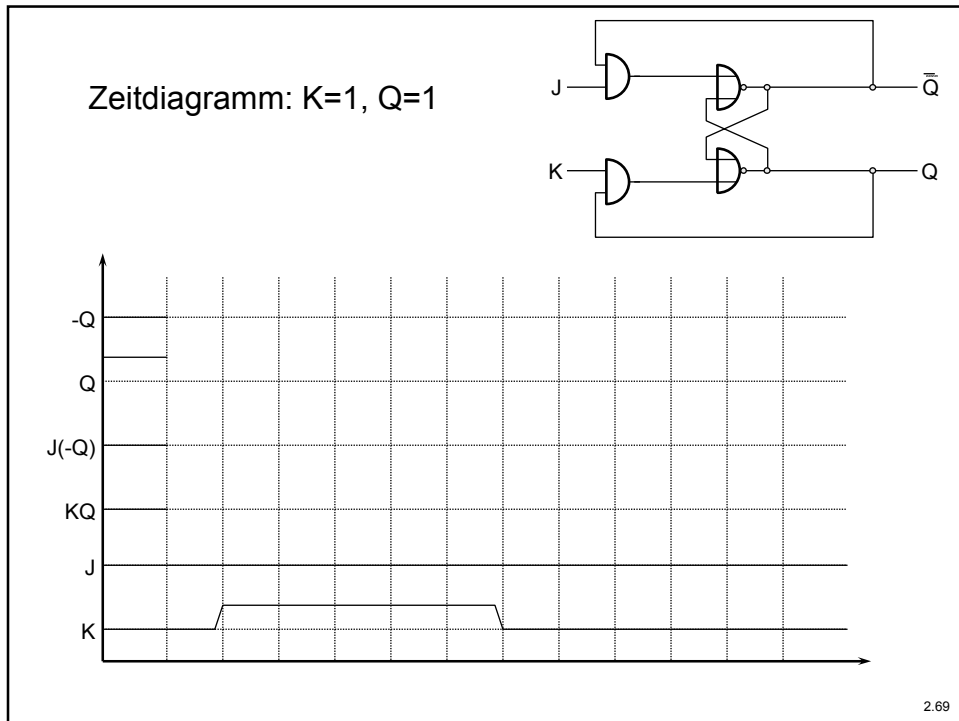 Zeitdiagramm: K=1, Q=1
J
Q̅
K
Q
-Q
Q
J(-Q)
KQ
J
K
2.69